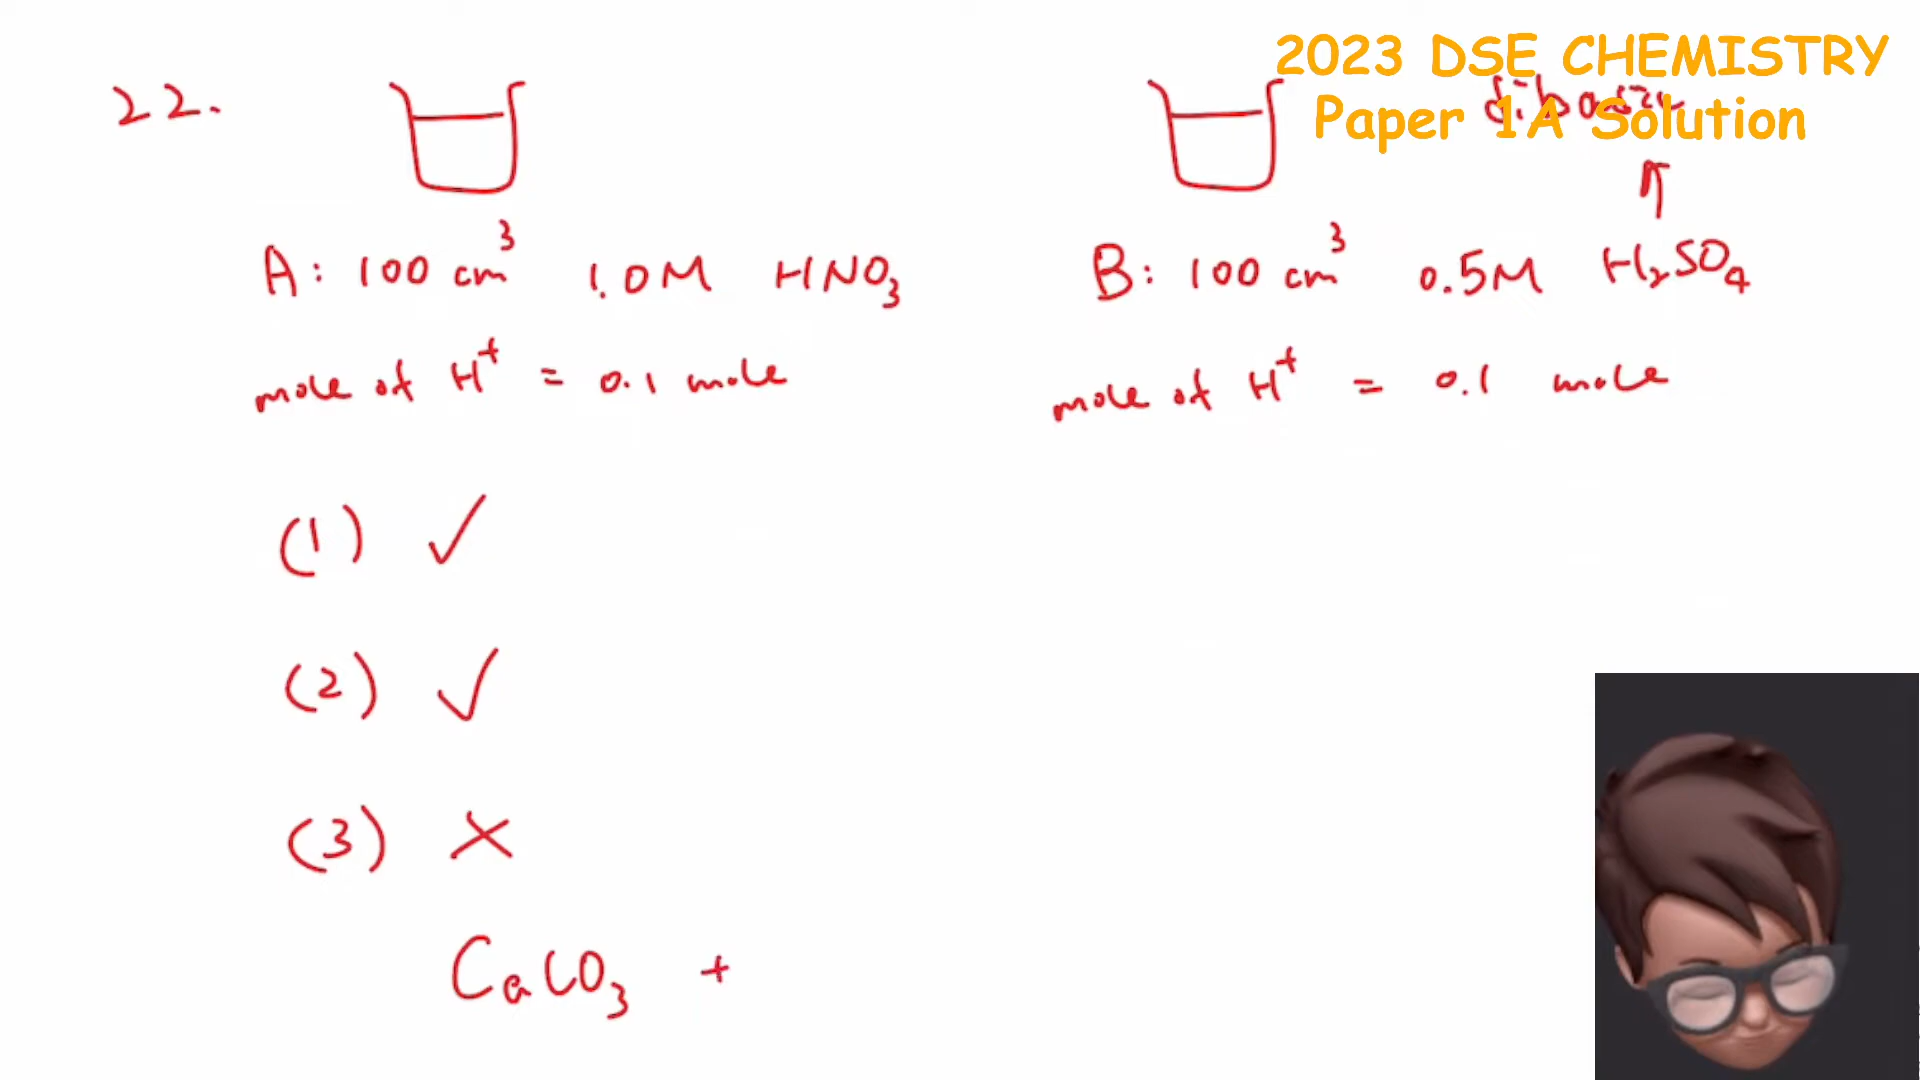 2023 DSE CHEMISTRY
Paper 1A Solution
22.
dibasic
A: 100 cm³ 1.0M HNO₃
B: 100 cm³ 0.5M H₂SO₄
mole of H⁺ = 0.1 mole
mole of H⁺ = 0.1 mole
(1) ✓
(2) ✓
(3) ✗
CaCO₃ +